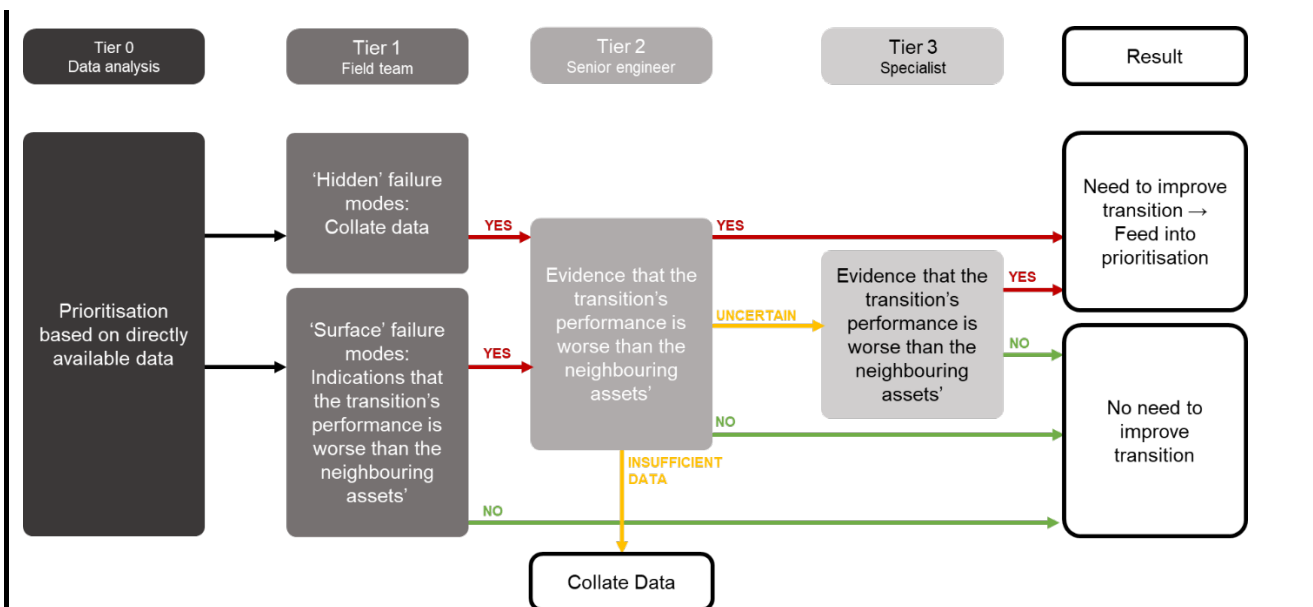 Tier 0
Data analysis
Tier 1
Field team
Tier 2
Senior engineer
Tier 3
Specialist
Result
Prioritisation
based on directly
available data
‘Hidden’ failure
modes:
Collate data
YES
‘Surface’ failure
modes:
Indications that
the transition’s
performance is
worse than the
neighbouring
assets’
YES
NO
Evidence that the
transition’s
performance is
worse than the
neighbouring
assets’
YES
UNCERTAIN
NO
INSUFFICIENT
DATA
Collate Data
Evidence that the
transition’s
performance is
worse than the
neighbouring
assets’
YES
NO
Need to improve
transition →
Feed into
prioritisation
No need to
improve
transition